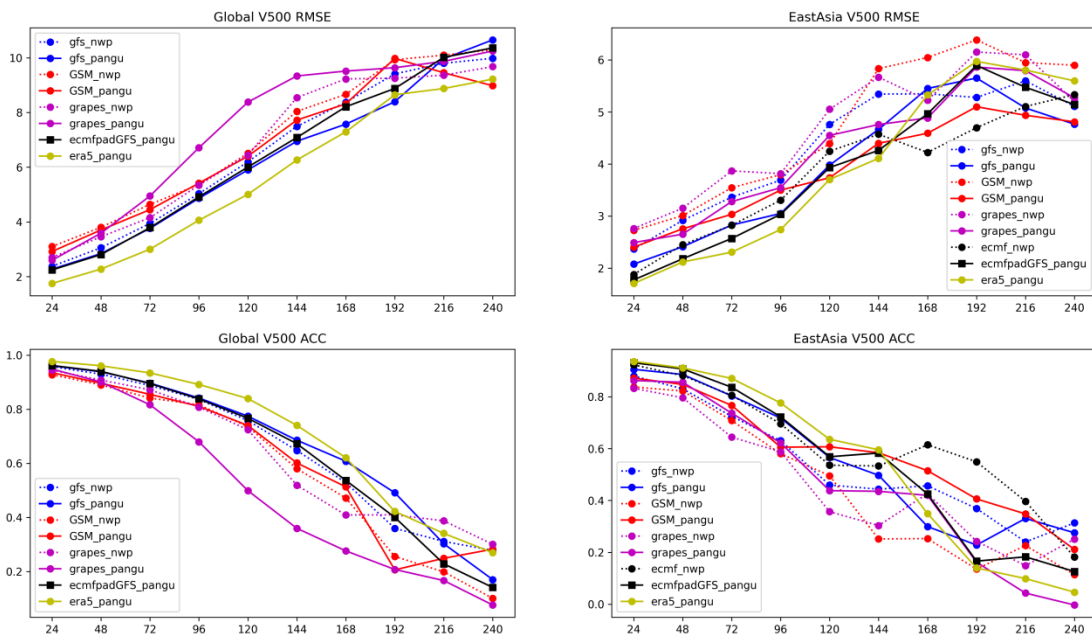 Global V500 RMSE
10
8
6
4
2
gfs_nwp
gfs_pangu
GSM_nwp
GSM_pangu
grapes_nwp
grapes_pangu
ecmfpadGFS_pangu
era5_pangu
24 48 72 96 120 144 168 192 216 240
EastAsia V500 RMSE
6
5
4
3
2
gfs_nwp
gfs_pangu
GSM_nwp
GSM_pangu
grapes_nwp
grapes_pangu
ecmf_nwp
ecmfpadGFS_pangu
era5_pangu
24 48 72 96 120 144 168 192 216 240
Global V500 ACC
1.0
0.8
0.6
0.4
0.2
gfs_nwp
gfs_pangu
GSM_nwp
GSM_pangu
grapes_nwp
grapes_pangu
ecmfpadGFS_pangu
era5_pangu
24 48 72 96 120 144 168 192 216 240
EastAsia V500 ACC
0.8
0.6
0.4
0.2
0.0
gfs_nwp
gfs_pangu
GSM_nwp
GSM_pangu
grapes_nwp
grapes_pangu
ecmf_nwp
ecmfpadGFS_pangu
era5_pangu
24 48 72 96 120 144 168 192 216 240